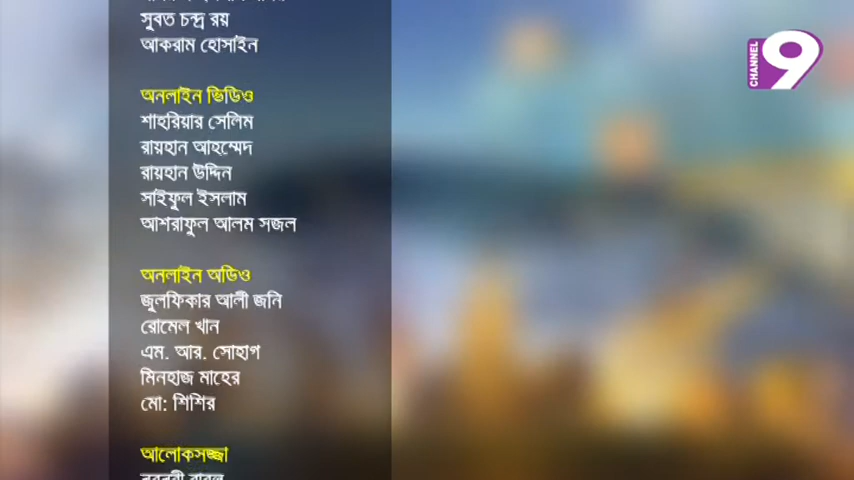 সুবত চন্দ্র রয়
আকরাম হোসাইন
অনলাইন ভিডিও
শাহরিয়ার সেলিম
রায়হান আহম্মেদ
রায়হান উদ্দিন
সাইফুল ইসলাম
আশরাফুল আলম সজল
অনলাইন অডিও
জুলফিকার আলী জনি
রোমেল খান
এম. আর. সোহাগ
মিনহাজ মাহের
মো: শিশির
আলোকসজ্জা
CHANNEL 9